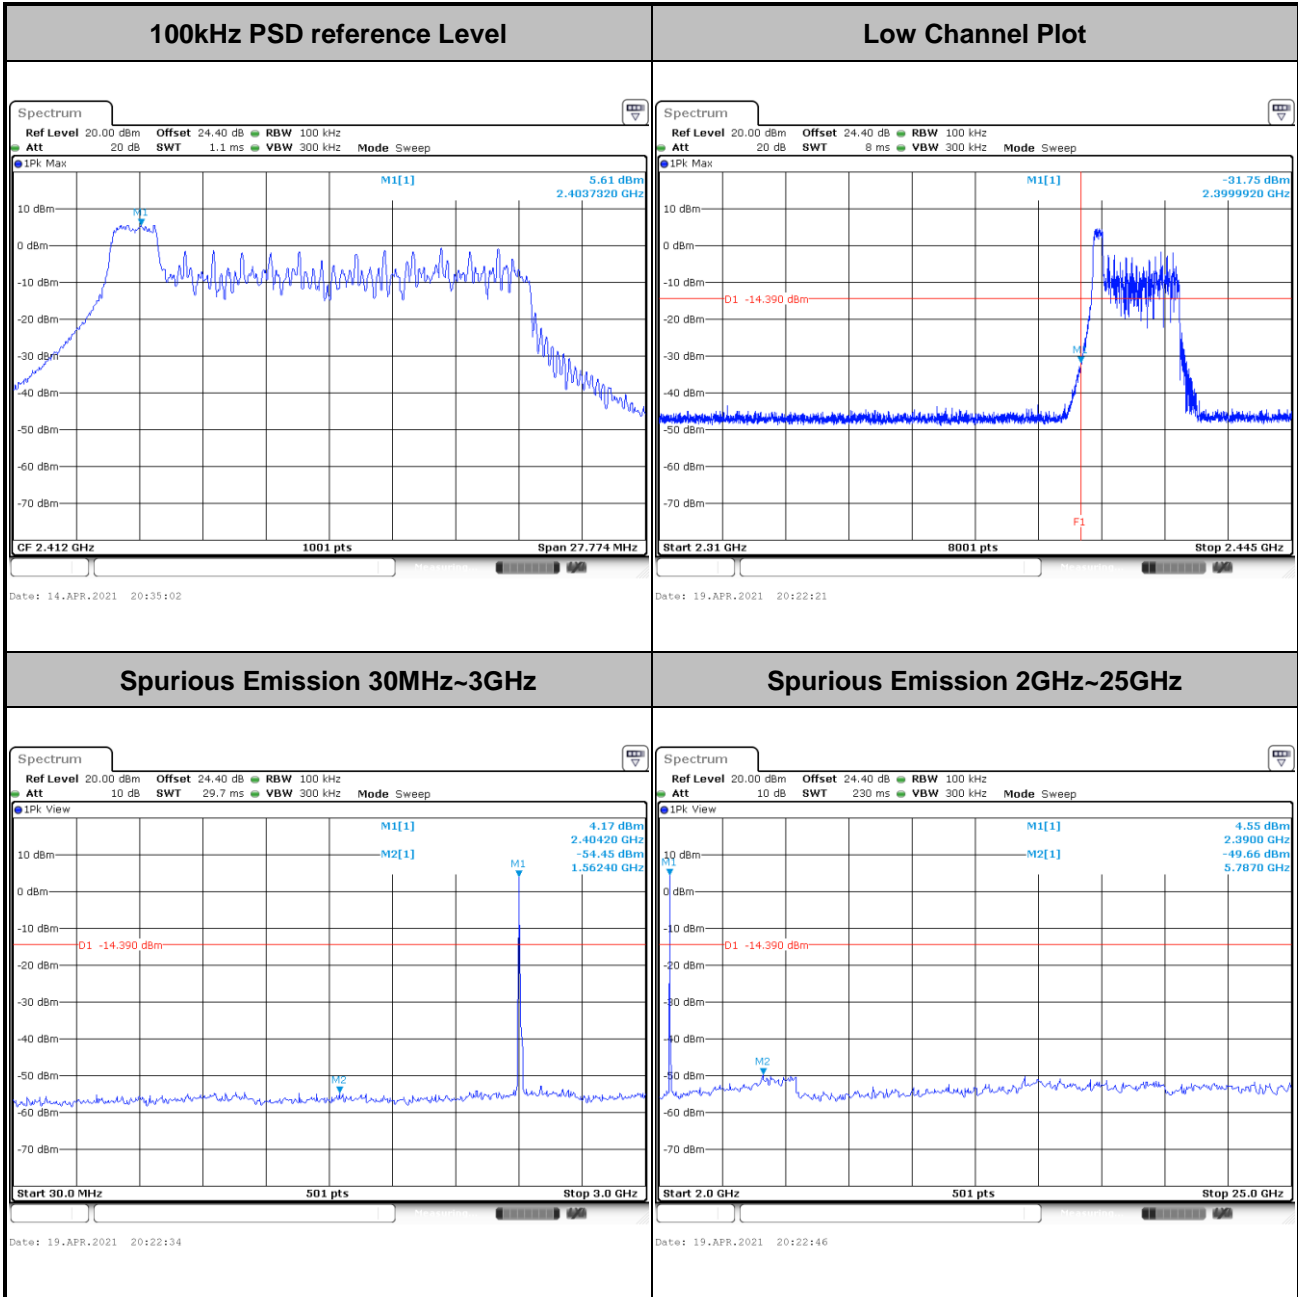 100kHz PSD reference Level
Low Channel Plot
Spectrum
Ref Level 20.00 dBm Offset 24.40 dB RBW 100 kHz
Att 20 dB SWT 1.1 ms VBW 300 kHz Mode Sweep
1Pk Max
M1[1] 5.61 dBm
2.4037320 GHz
M1
10 dBm
0 dBm
-10 dBm
-20 dBm
-30 dBm
-40 dBm
-50 dBm
-60 dBm
-70 dBm
CF 2.412 GHz 1001 pts Span 27.774 MHz
Measuring
Date: 14.APR.2021 20:35:02
Spectrum
Ref Level 20.00 dBm Offset 24.40 dB RBW 100 kHz
Att 20 dB SWT 8 ms VBW 300 kHz Mode Sweep
1Pk Max
M1[1] -31.75 dBm
2.3999920 GHz
10 dBm
0 dBm
-10 dBm
D1 -14.390 dBm
-20 dBm
-30 dBm
M1
-40 dBm
-50 dBm
-60 dBm
-70 dBm
F1
Start 2.31 GHz 8001 pts Stop 2.445 GHz
Measuring
Date: 19.APR.2021 20:22:21
Spurious Emission 30MHz~3GHz
Spurious Emission 2GHz~25GHz
Spectrum
Ref Level 20.00 dBm Offset 24.40 dB RBW 100 kHz
Att 10 dB SWT 29.7 ms VBW 300 kHz Mode Sweep
1Pk View
M1[1] 4.17 dBm
2.40420 GHz
M2[1] -54.45 dBm
1.56240 GHz
10 dBm
M1
0 dBm
-10 dBm
D1 -14.390 dBm
-20 dBm
-30 dBm
-40 dBm
-50 dBm
M2
-60 dBm
-70 dBm
Start 30.0 MHz 501 pts Stop 3.0 GHz
Measuring
Date: 19.APR.2021 20:22:34
Spectrum
Ref Level 20.00 dBm Offset 24.40 dB RBW 100 kHz
Att 10 dB SWT 230 ms VBW 300 kHz Mode Sweep
1Pk View
M1[1] 4.55 dBm
2.3900 GHz
M2[1] -49.66 dBm
5.7870 GHz
10 dBm
M1
0 dBm
-10 dBm
D1 -14.390 dBm
-20 dBm
-30 dBm
-40 dBm
M2
-50 dBm
-60 dBm
-70 dBm
Start 2.0 GHz 501 pts Stop 25.0 GHz
Measuring
Date: 19.APR.2021 20:22:46